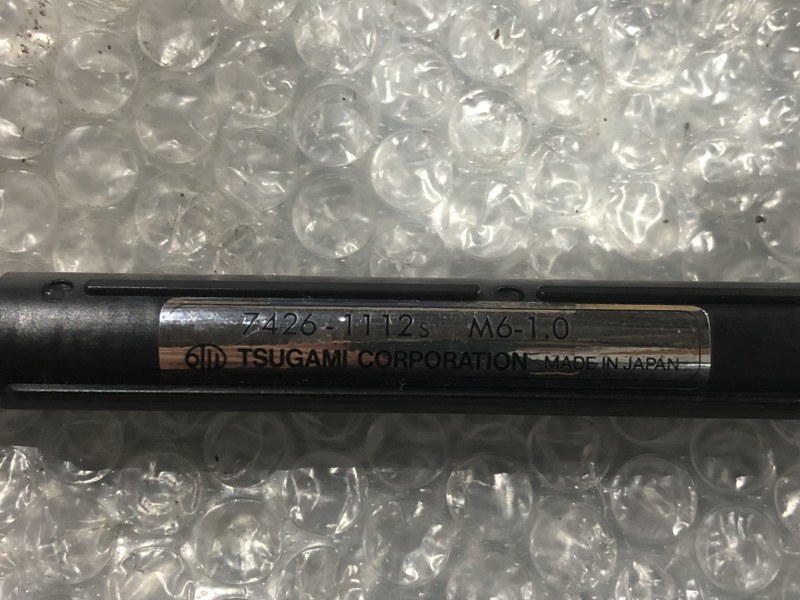 7426-1112s M6-1.0
TSUGAMI CORPORATION MADE IN JAPAN